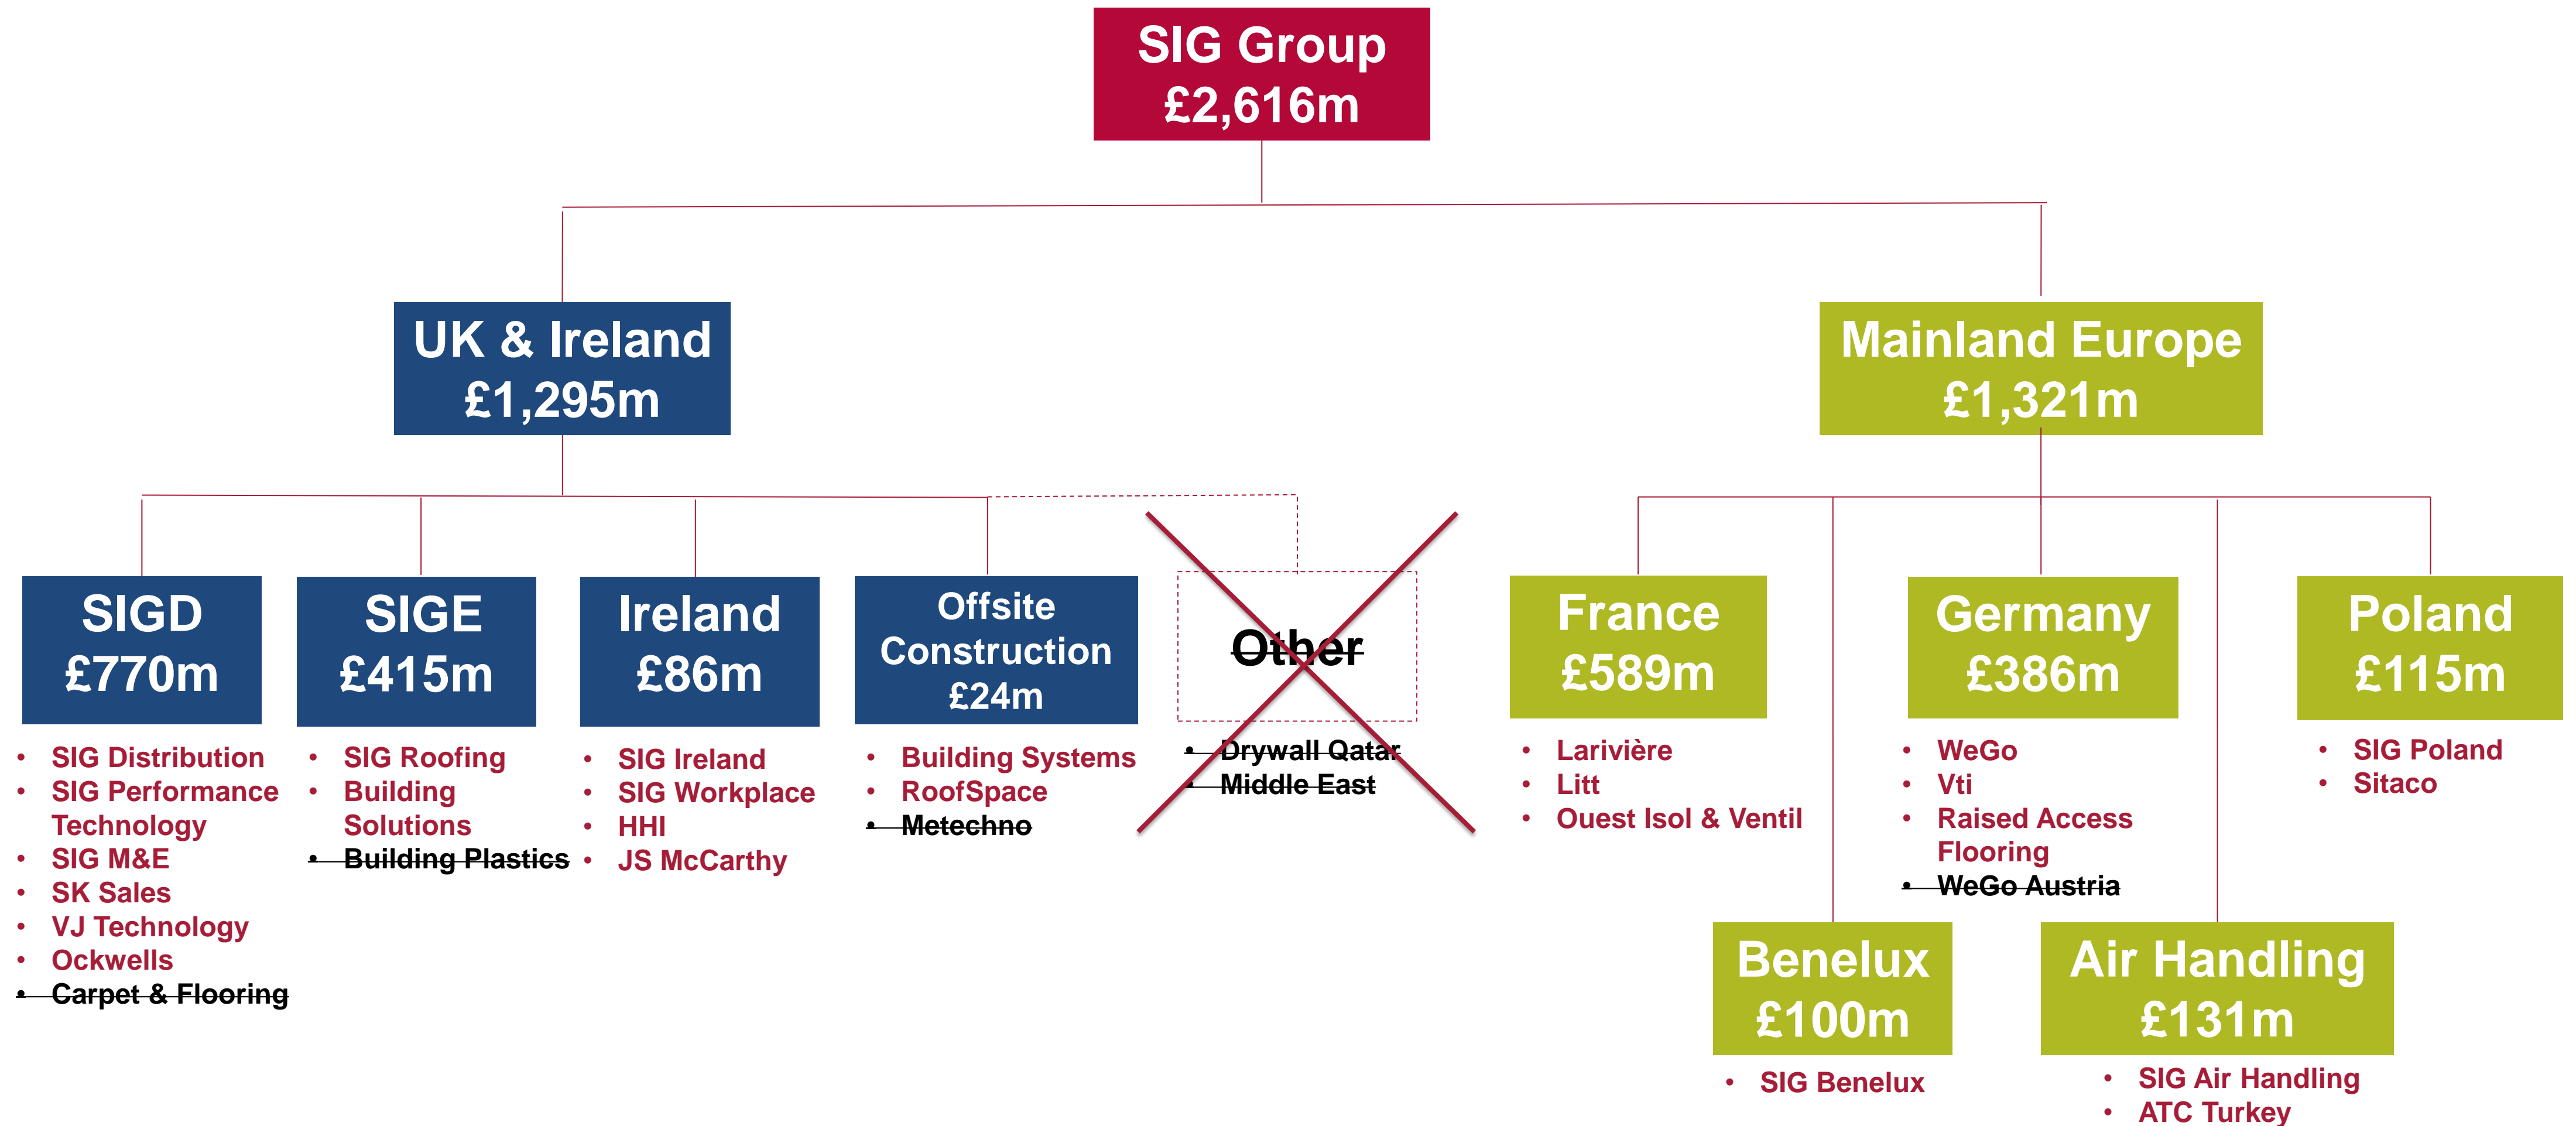 SIG Group
£2,616m
UK & Ireland
£1,295m
Mainland Europe
£1,321m
SIGD
£770m
• SIG Distribution
• SIG Performance
Technology
• SIG M&E
• SK Sales
• VJ Technology
• Ockwells
• Carpet & Flooring
SIGE
£415m
• SIG Roofing
• Building
Solutions
• Building Plastics
Ireland
£86m
• SIG Ireland
• SIG Workplace
• HHI
• JS McCarthy
Offsite
Construction
£24m
• Building Systems
• RoofSpace
• Metechno
Other
• Drywall Qatar
• Middle East
France
£589m
• Larivière
• Litt
• Ouest Isol & Ventil
Germany
£386m
• WeGo
• Vti
• Raised Access
Flooring
• WeGo Austria
Poland
£115m
• SIG Poland
• Sitaco
Benelux
£100m
• SIG Benelux
Air Handling
£131m
• SIG Air Handling
• ATC Turkey